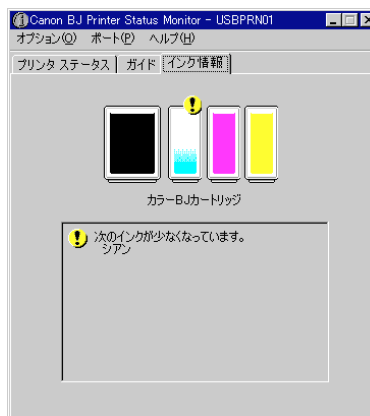 Canon BJ Printer Status Monitor - USBPRN01
オプション(O) ポート(P) ヘルプ(H)
プリンタ ステータス ガイド インク情報
カラーBJカートリッジ
次のインクが少なくなっています。
シアン